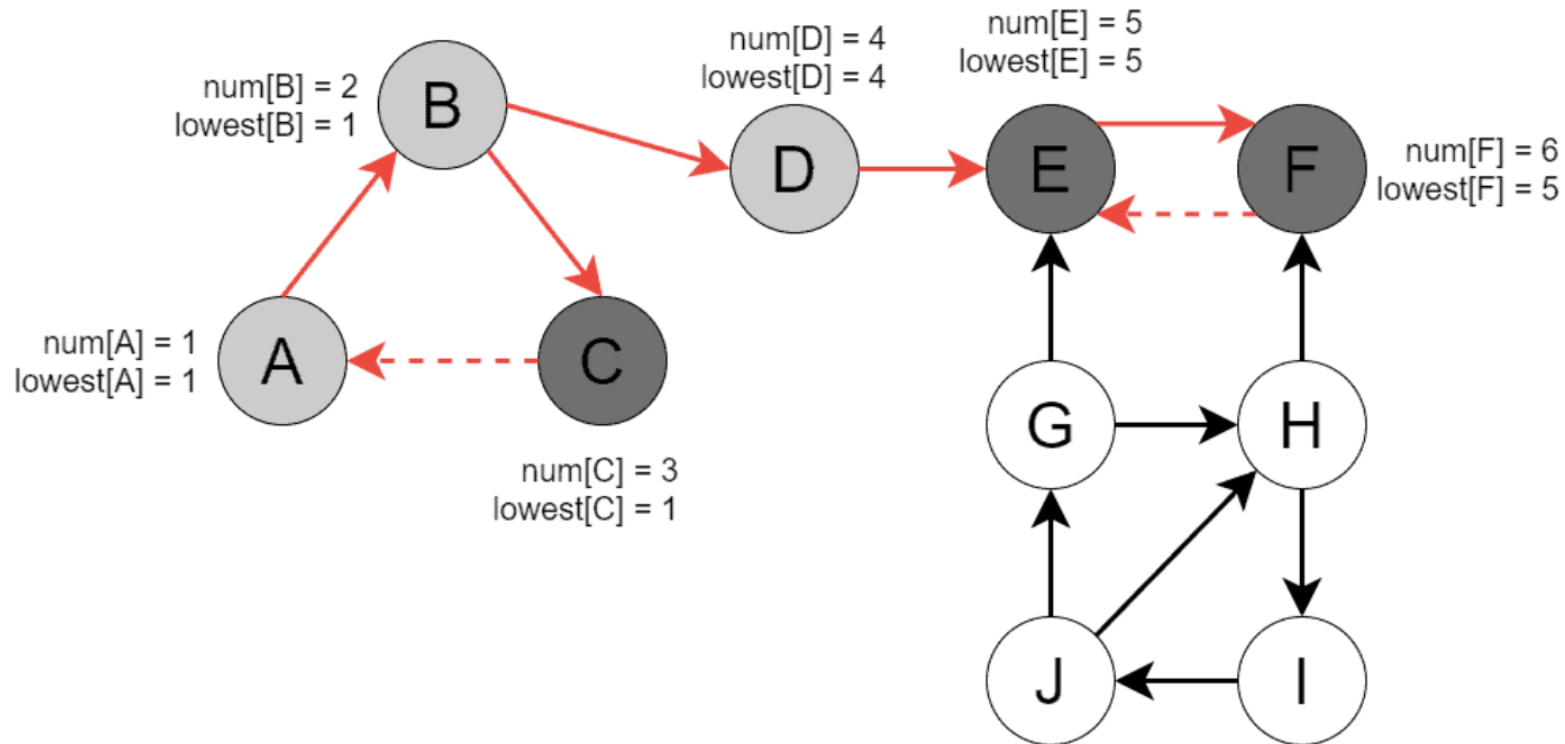 num[E] = 5
lowest[E] = 5
num[D] = 4
lowest[D] = 4
num[B] = 2
lowest[B] = 1
B
D
E
F
num[F] = 6
lowest[F] = 5
num[A] = 1
lowest[A] = 1
A
C
num[C] = 3
lowest[C] = 1
G
H
J
I